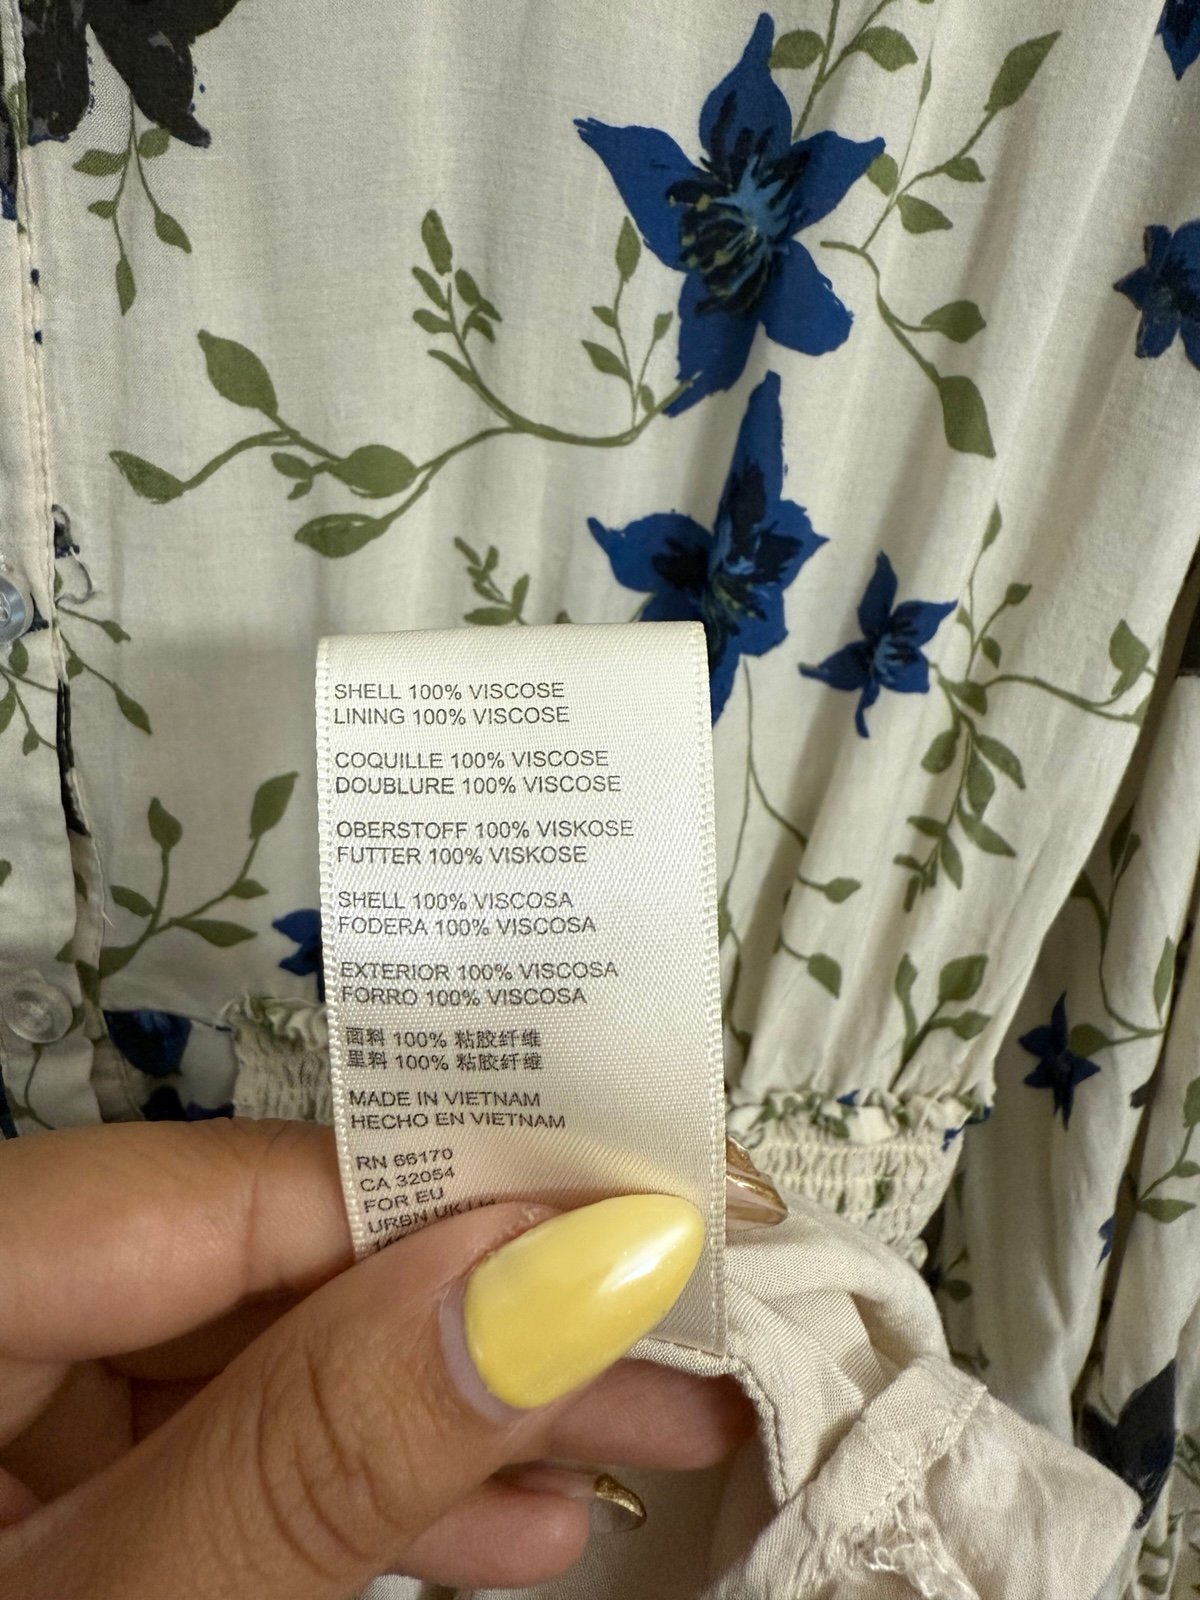 SHELL 100% VISCOSE
LINING 100% VISCOSE
COQUILLE 100% VISCOSE
DOUBLURE 100% VISCOSE
OBERSTOFF 100% VISKOSE
FUTTER 100% VISKOSE
SHELL 100% VISCOSA
FODERA 100% VISCOSA
EXTERIOR 100% VISCOSA
FORRO 100% VISCOSA
面料 100% 粘胶纤维
里料 100% 粘胶纤维
MADE IN VIETNAM
HECHO EN VIETNAM
RN 66170
CA 32054
FOR EU
URBN UK